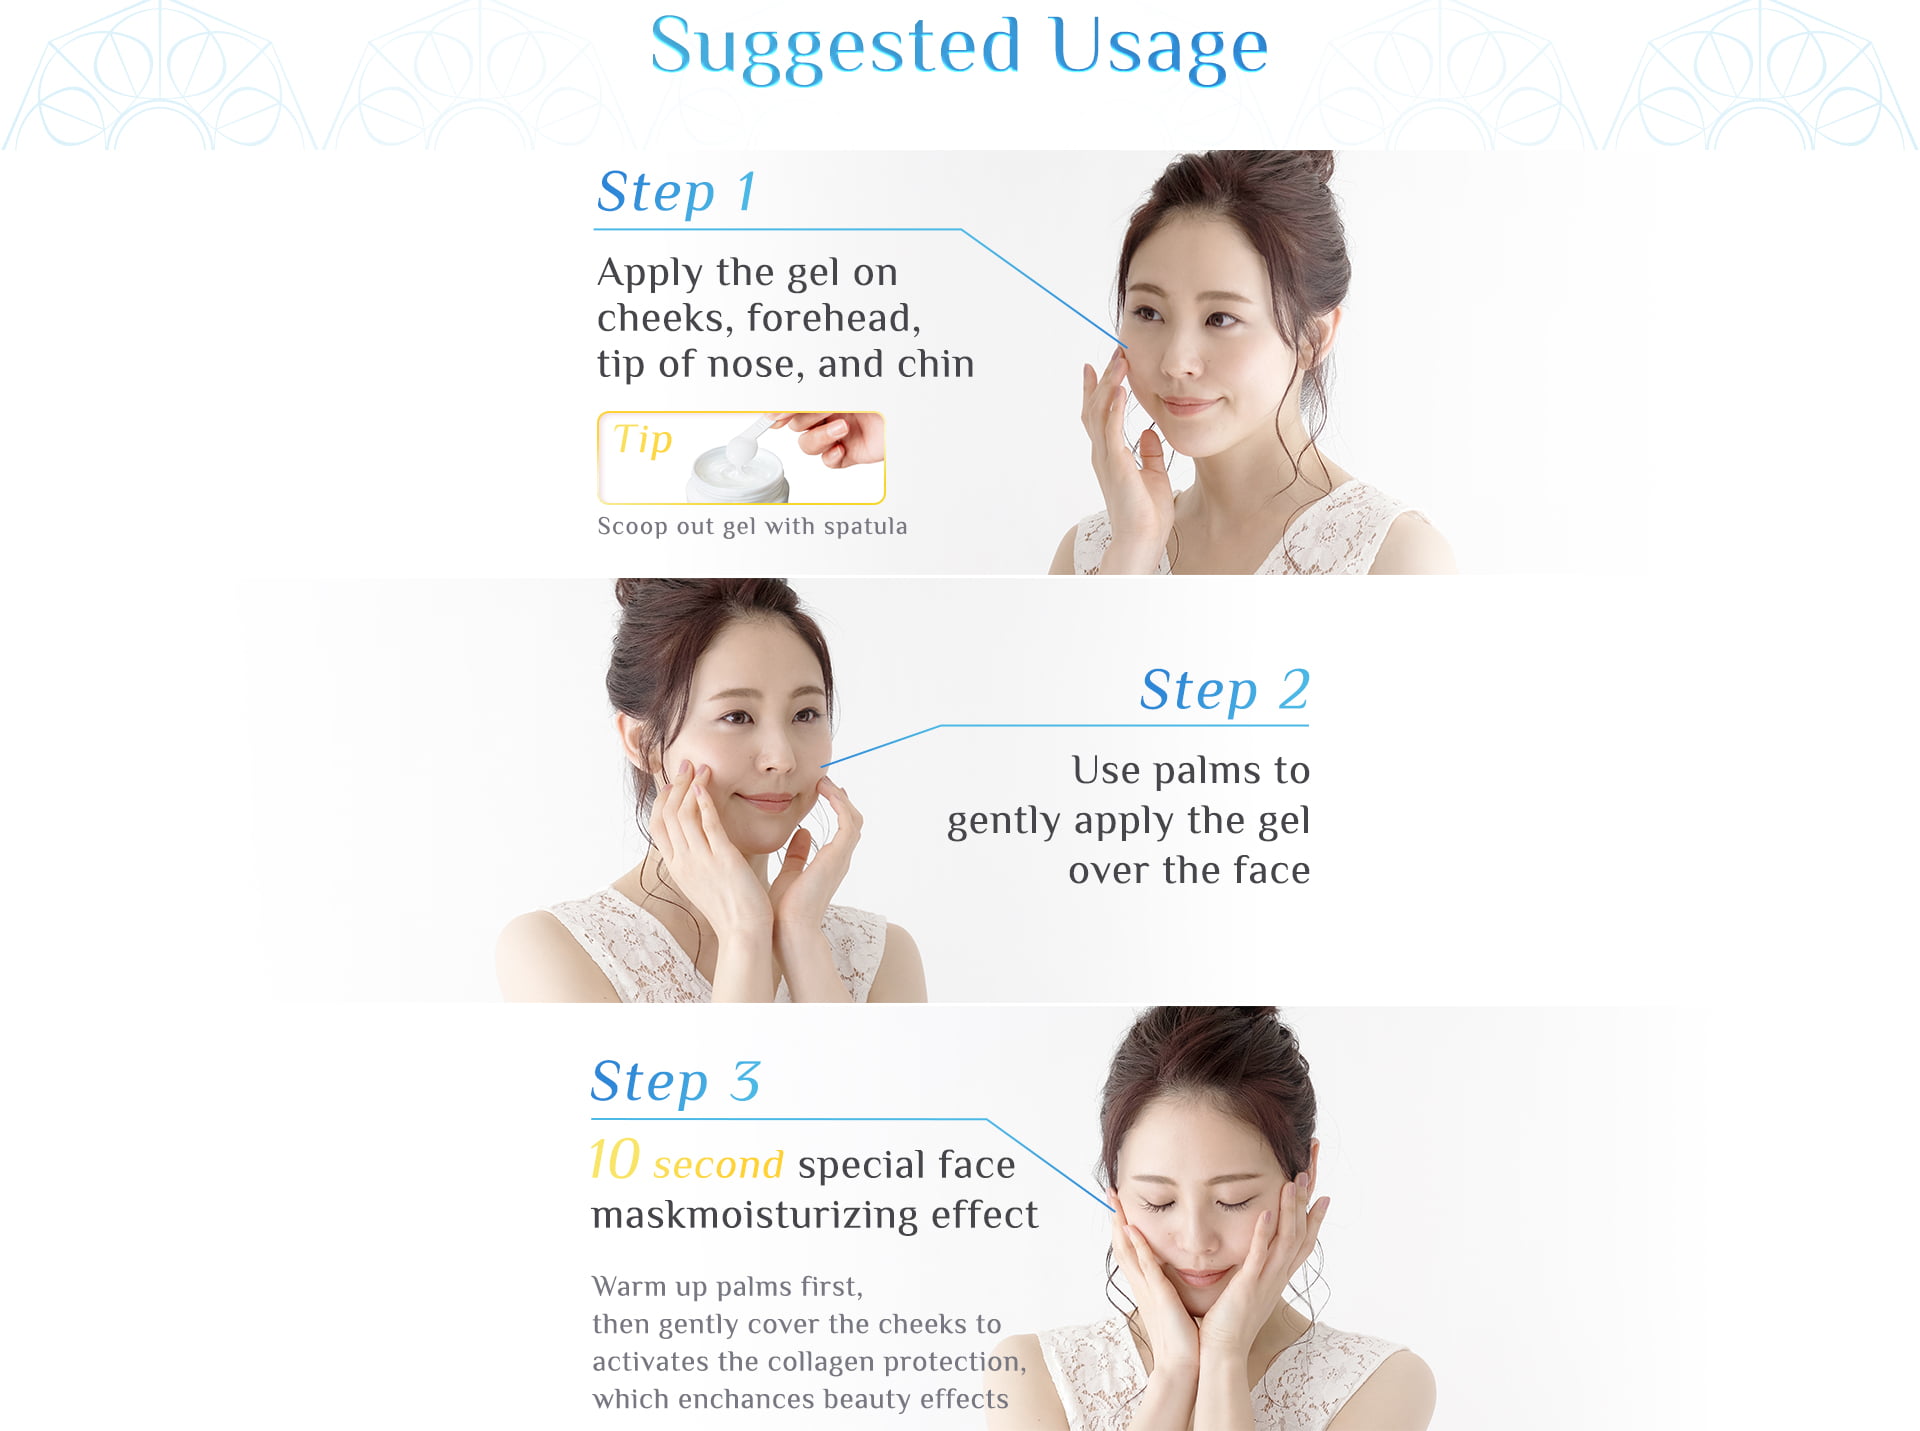 Suggested Usage
Step 1
Apply the gel on
cheeks, forehead,
tip of nose, and chin
Tip
Scoop out gel with spatula
Step 2
Use palms to
gently apply the gel
over the face
Step 3
10 second special face
maskmoisturizing effect
Warm up palms first,
then gently cover the cheeks to
activates the collagen protection,
which enchances beauty effects